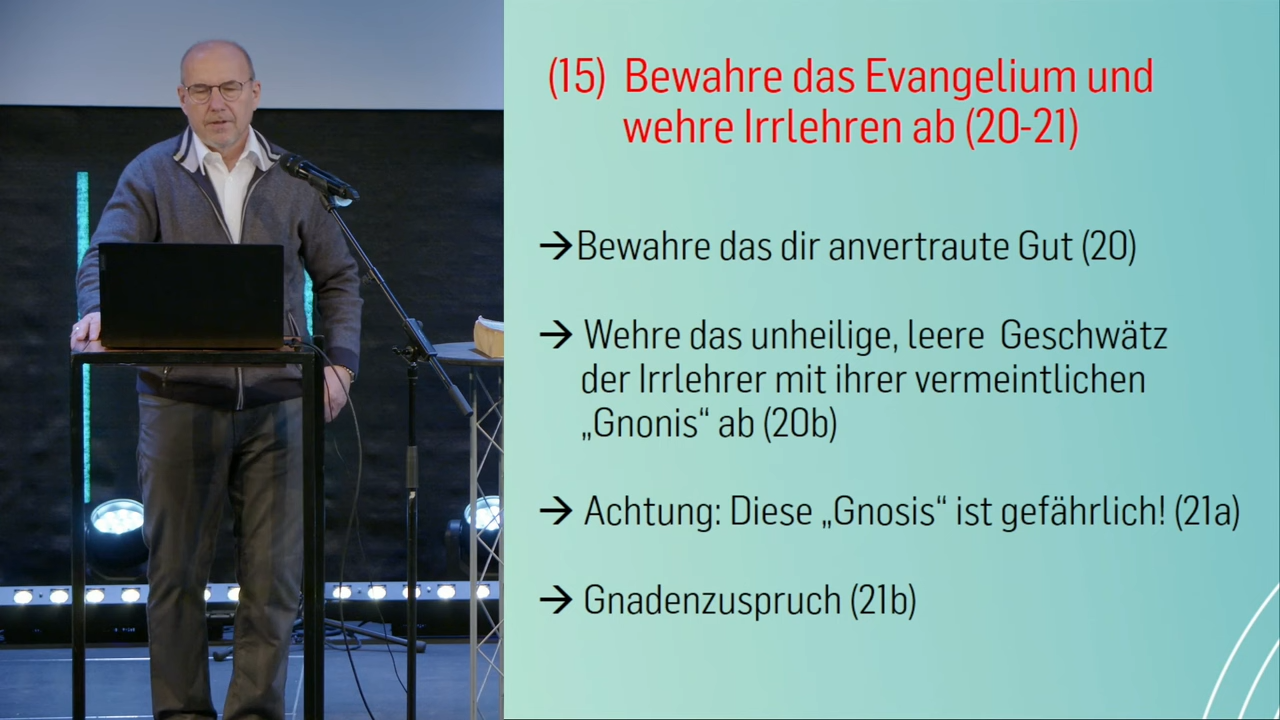 (15) Bewahre das Evangelium und
wehre Irrlehren ab (20-21)
→Bewahre das dir anvertraute Gut (20)
→ Wehre das unheilige, leere Geschwätz
der Irrlehrer mit ihrer vermeintlichen
„Gnonis“ ab (20b)
→ Achtung: Diese „Gnosis“ ist gefährlich! (21a)
→ Gnadenzuspruch (21b)